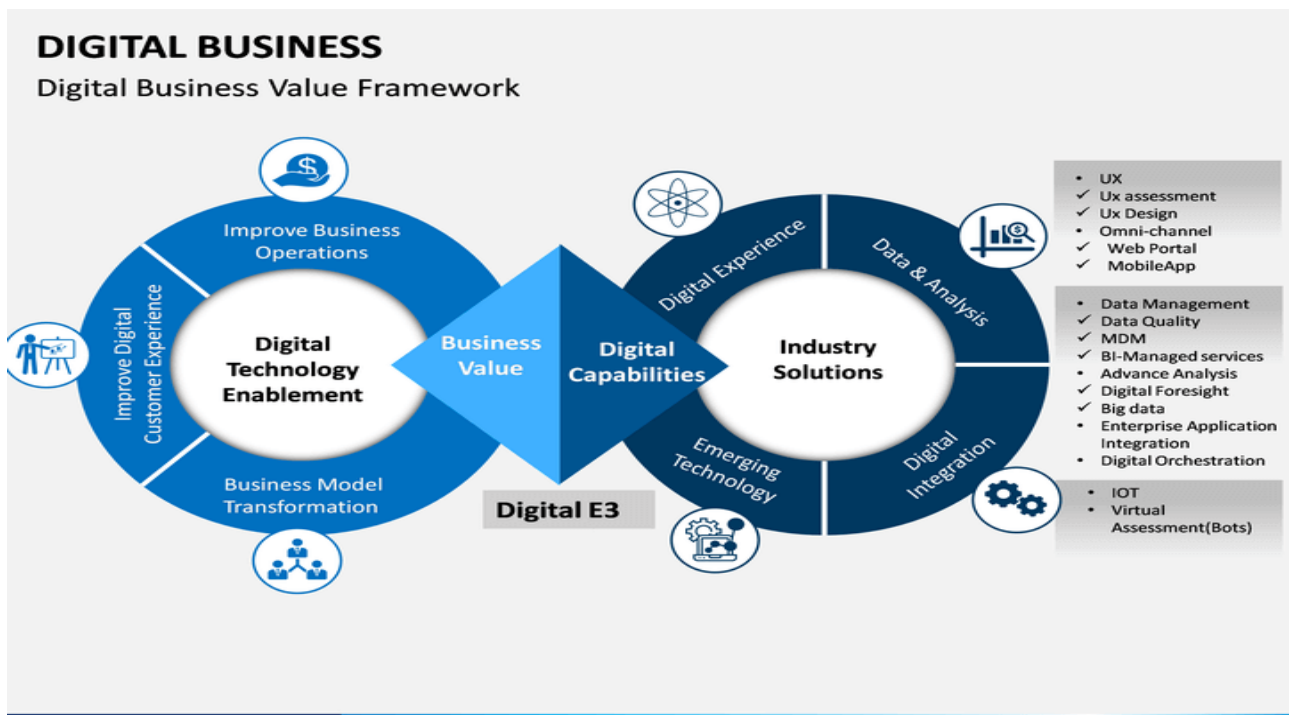 DIGITAL BUSINESS
Digital Business Value Framework
Improve Business
Operations
Improve Digital
Customer Experience
Digital
Technology
Enablement
Business Model
Transformation
Business
Value
Digital
Capabilities
Digital E3
Digital Experience
Data & Analysis
Industry
Solutions
Emerging
Technology
Digital
Integration
• UX
✓ Ux assessment
✓ Ux Design
• Omni-channel
✓ Web Portal
✓ MobileApp
• Data Management
✓ Data Quality
✓ MDM
✓ BI-Managed services
• Advance Analysis
✓ Digital Foresight
✓ Big data
• Enterprise Application
Integration
• Digital Orchestration
• IOT
• Virtual
Assessment(Bots)